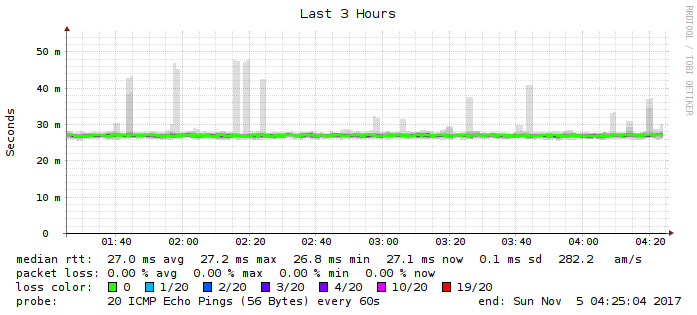 Last 3 Hours
RRDTOOL / TOBI OETIKER
Seconds
50 m
40 m
30 m
20 m
10 m
0
01:40 02:00 02:20 02:40 03:00 03:20 03:40 04:00 04:20
median rtt: 27.0 ms avg 27.2 ms max 26.8 ms min 27.1 ms now 0.1 ms sd 282.2 am/s
packet loss: 0.00 % avg 0.00 % max 0.00 % min 0.00 % now
loss color: 0 1/20 2/20 3/20 4/20 10/20 19/20
probe: 20 ICMP Echo Pings (56 Bytes) every 60s end: Sun Nov 5 04:25:04 2017